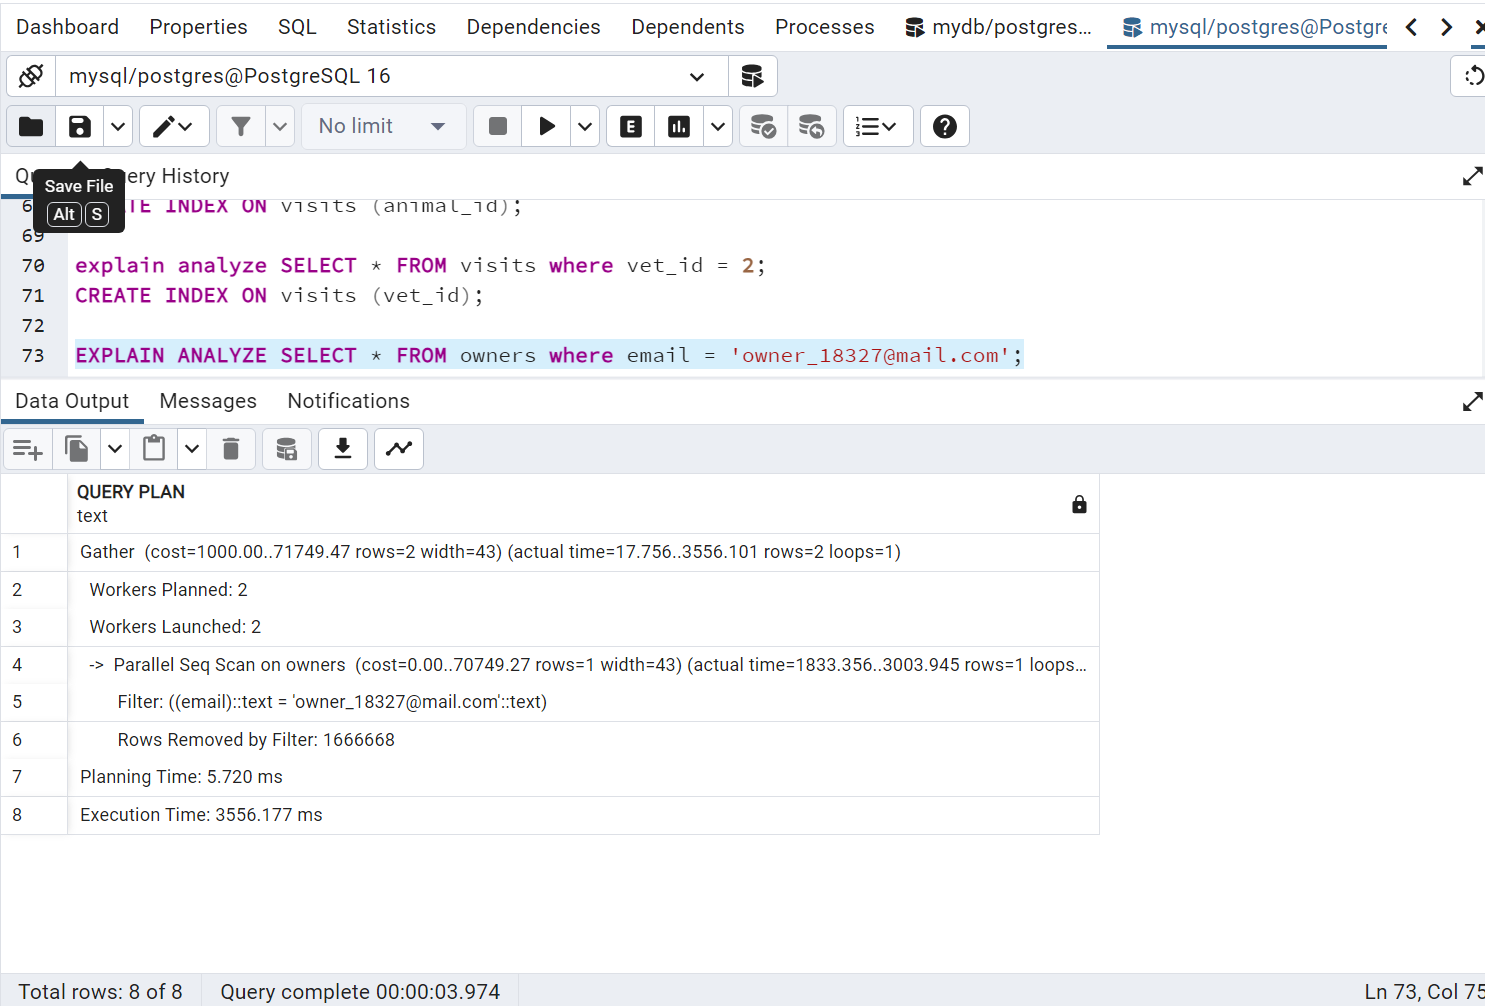 Dashboard Properties SQL Statistics Dependencies Dependents Processes mydb/postgres... mysql/postgres@Postgre
mysql/postgres@PostgreSQL 16
No limit E
Query History
Save File
Alt S
INDEX ON visits (animal_id);
69
70 explain analyze SELECT * FROM visits where vet_id = 2;
71 CREATE INDEX ON visits (vet_id);
72
73 EXPLAIN ANALYZE SELECT * FROM owners where email = 'owner_18327@mail.com';
Data Output Messages Notifications
QUERY PLAN
text
1 Gather (cost=1000.00..71749.47 rows=2 width=43) (actual time=17.756..3556.101 rows=2 loops=1)
2 Workers Planned: 2
3 Workers Launched: 2
4 -> Parallel Seq Scan on owners (cost=0.00..70749.27 rows=1 width=43) (actual time=1833.356..3003.945 rows=1 loops...
5 Filter: ((email)::text = 'owner_18327@mail.com'::text)
6 Rows Removed by Filter: 1666668
7 Planning Time: 5.720 ms
8 Execution Time: 3556.177 ms
Total rows: 8 of 8 Query complete 00:00:03.974 Ln 73, Col 75